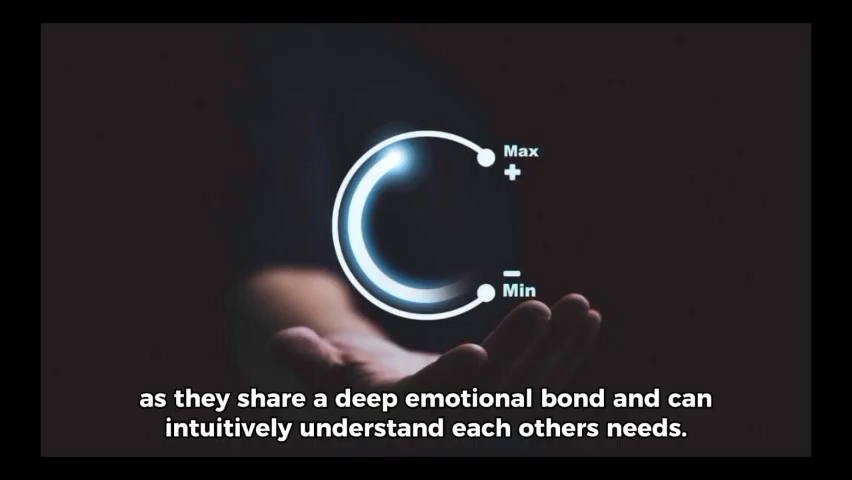 Max
+
−
Min
as they share a deep emotional bond and can
intuitively understand each others needs.